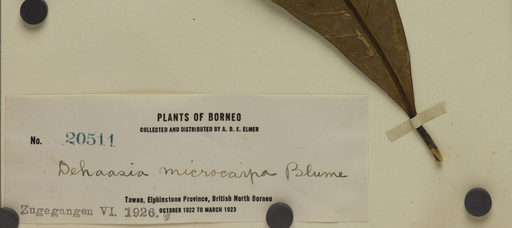 PLANTS OF BORNEO
COLLECTED AND DISTRIBUTED BY A. D. E. ELMER
No. 20511
Dehaasia microcarpa Blume
Tawao, Elphinstone Province, British North Borneo
OCTOBER 1922 TO MARCH 1923
Zugegangen VI. 1926.